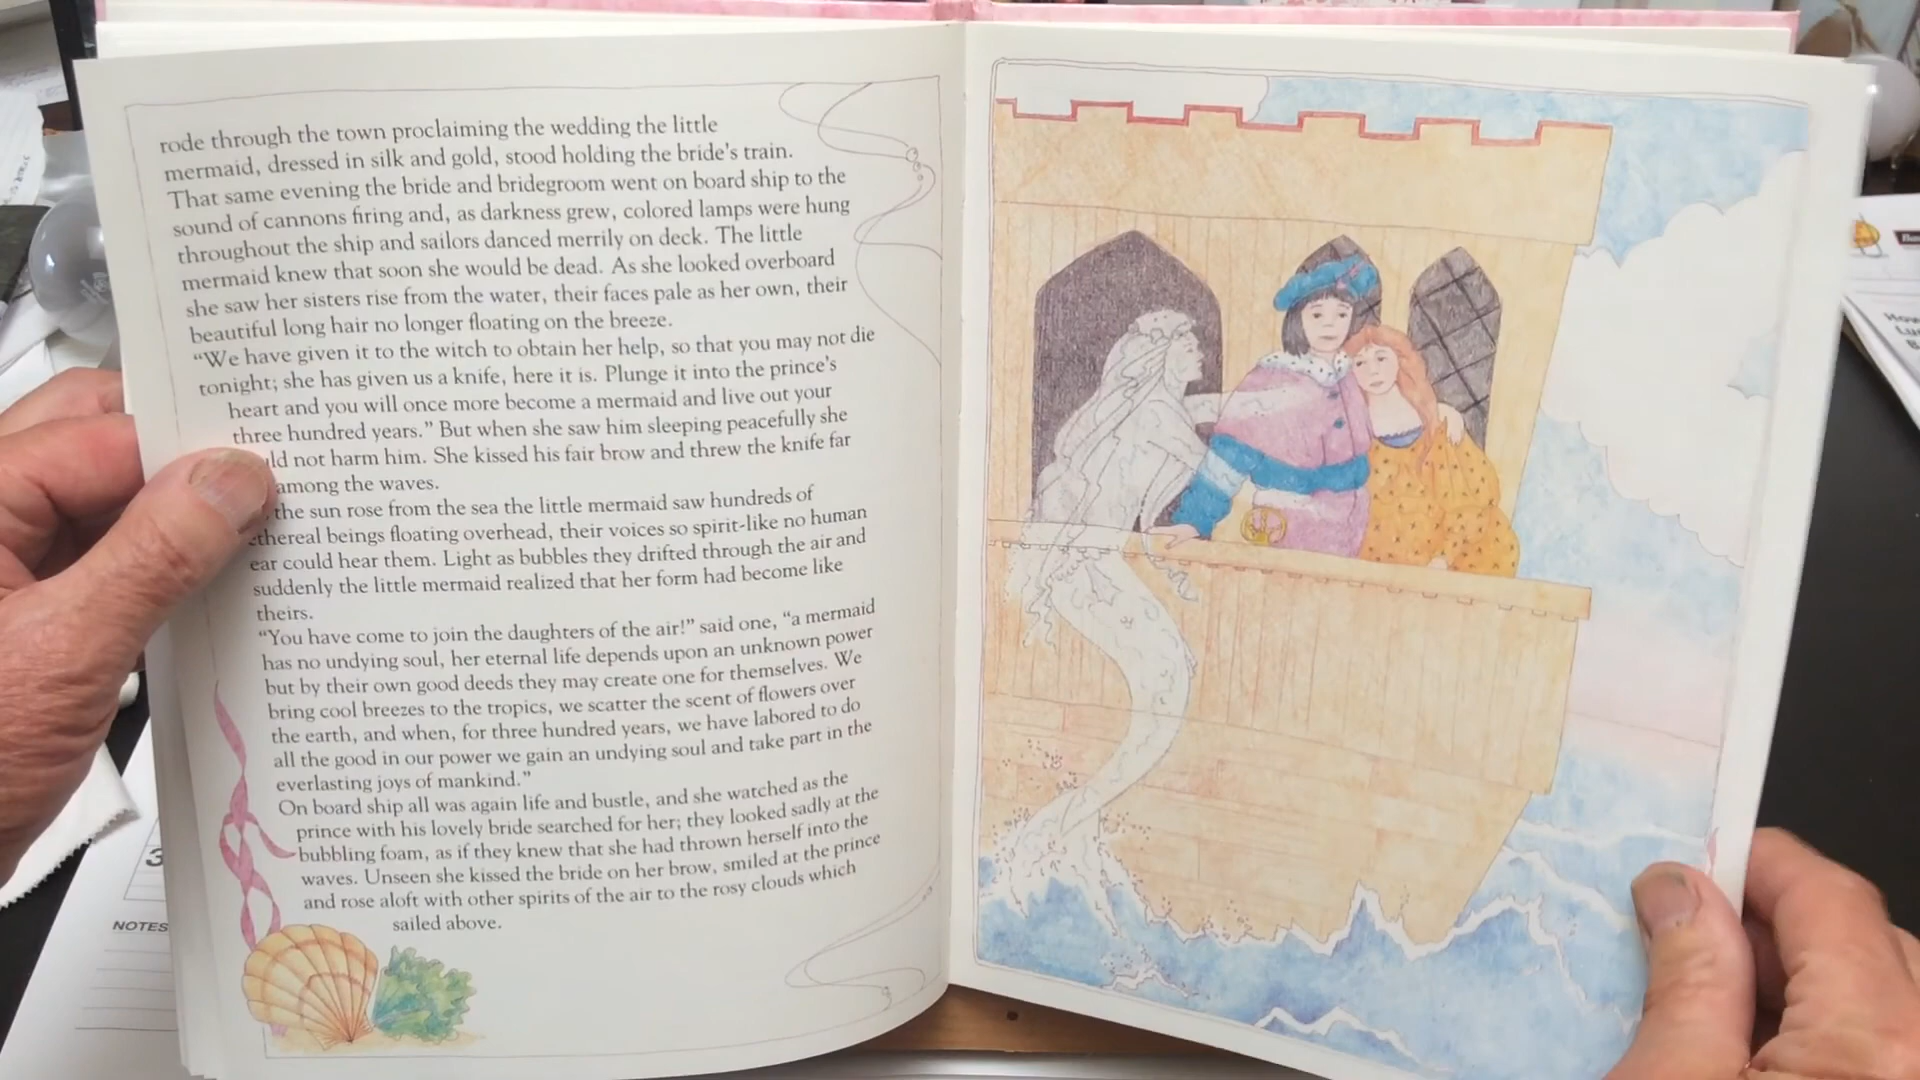 rode through the town proclaiming the wedding the little
mermaid, dressed in silk and gold, stood holding the bride's train.
That same evening the bride and bridegroom went on board ship to the
sound of cannons firing and, as darkness grew, colored lamps were hung
throughout the ship and sailors danced merrily on deck. The little
mermaid knew that soon she would be dead. As she looked overboard
she saw her sisters rise from the water, their faces pale as her own, their
beautiful long hair no longer floating on the breeze.
“We have given it to the witch to obtain her help, so that you may not die
tonight; she has given us a knife, here it is. Plunge it into the prince's
heart and you will once more become a mermaid and live out your
three hundred years.” But when she saw him sleeping peacefully she
not harm him. She kissed his fair brow and threw the knife far
among the waves.
the sun rose from the sea the little mermaid saw hundreds of
ethereal beings floating overhead, their voices so spirit-like no human
ear could hear them. Light as bubbles they drifted through the air and
suddenly the little mermaid realized that her form had become like
theirs.
“You have come to join the daughters of the air!” said one, “a mermaid
has no undying soul, her eternal life depends upon an unknown power
but by their own good deeds they may create one for themselves. We
bring cool breezes to the tropics, we scatter the scent of flowers over
the earth, and when, for three hundred years, we have labored to do
all the good in our power we gain an undying soul and take part in the
everlasting joys of mankind.”
On board ship all was again life and bustle, and she watched as the
prince with his lovely bride searched for her; they looked sadly at the
bubbling foam, as if they knew that she had thrown herself into the
waves. Unseen she kissed the bride on her brow, smiled at the prince
and rose aloft with other spirits of the air to the rosy clouds which
sailed above.
3
NOTES